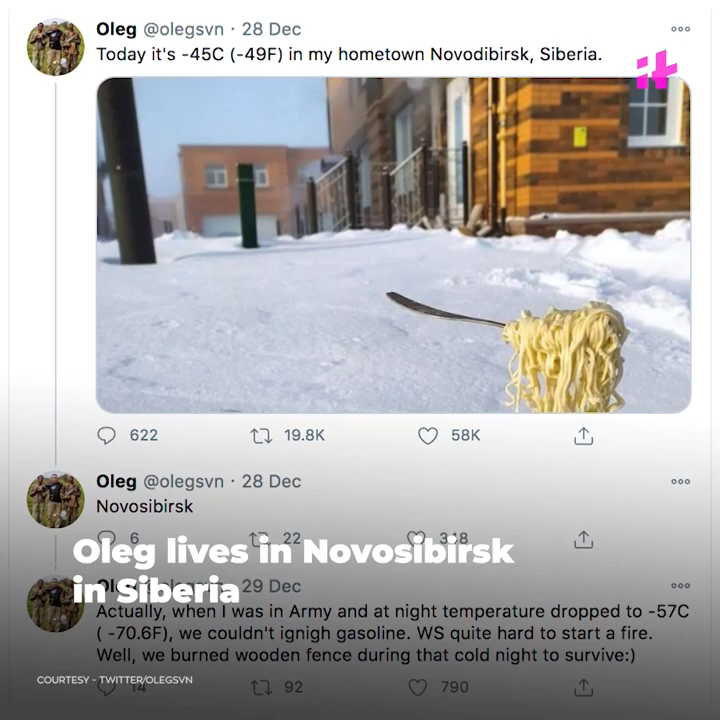 Oleg @olegsvn · 28 Dec
Today it's -45C (-49F) in my hometown Novodibirsk, Siberia.
it
622 19.8K 58K
Oleg @olegsvn · 28 Dec
Novosibirsk
6 22 318
Oleg lives in Novosibirsk
in Siberia
29 Dec
Actually, when I was in Army and at night temperature dropped to -57C
( -70.6F), we couldn't ignigh gasoline. WS quite hard to start a fire.
Well, we burned wooden fence during that cold night to survive:)
COURTESY - TWITTER/OLEGSVN
14 92 790